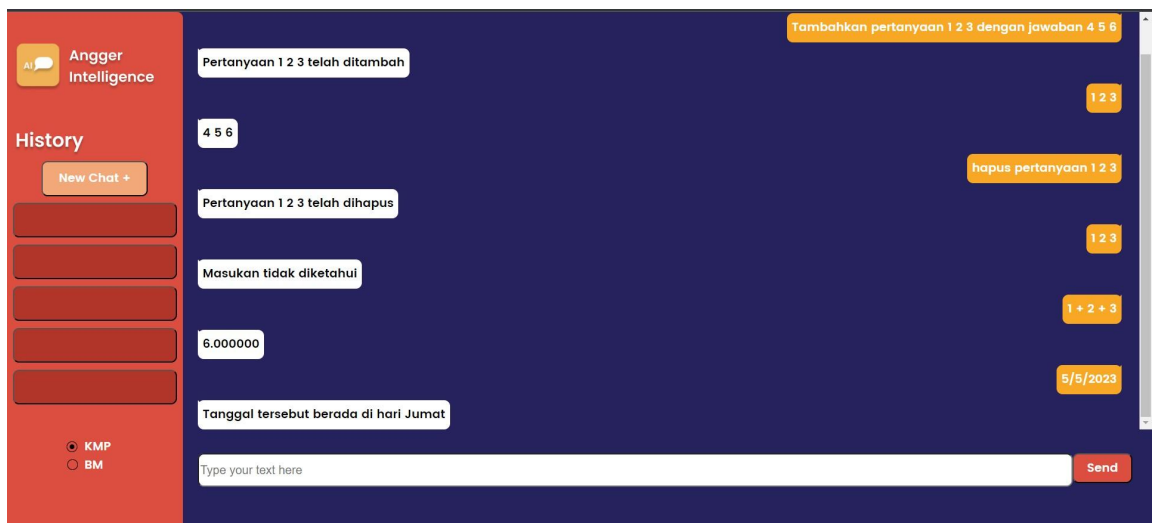 AI
Angger
Intelligence
History
New Chat +
KMP
BM
Tambahkan pertanyaan 1 2 3 dengan jawaban 4 5 6
Pertanyaan 1 2 3 telah ditambah
1 2 3
4 5 6
hapus pertanyaan 1 2 3
Pertanyaan 1 2 3 telah dihapus
1 2 3
Masukan tidak diketahui
1 + 2 + 3
6.000000
5/5/2023
Tanggal tersebut berada di hari Jumat
Type your text here
Send